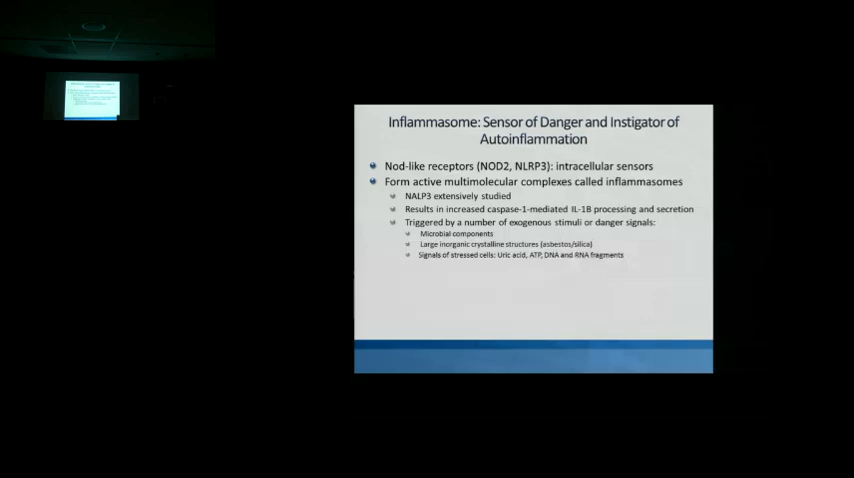 Inflammasome: Sensor of Danger and Instigator of
Autoinflammation
Nod-like receptors (NOD2, NLRP3): intracellular sensors
Form active multimolecular complexes called inflammasomes
NALP3 extensively studied
Results in increased caspase-1-mediated IL-1B processing and secretion
Triggered by a number of exogenous stimuli or danger signals:
Microbial components
Large inorganic crystalline structures (asbestos/silica)
Signals of stressed cells: Uric acid, ATP, DNA and RNA fragments